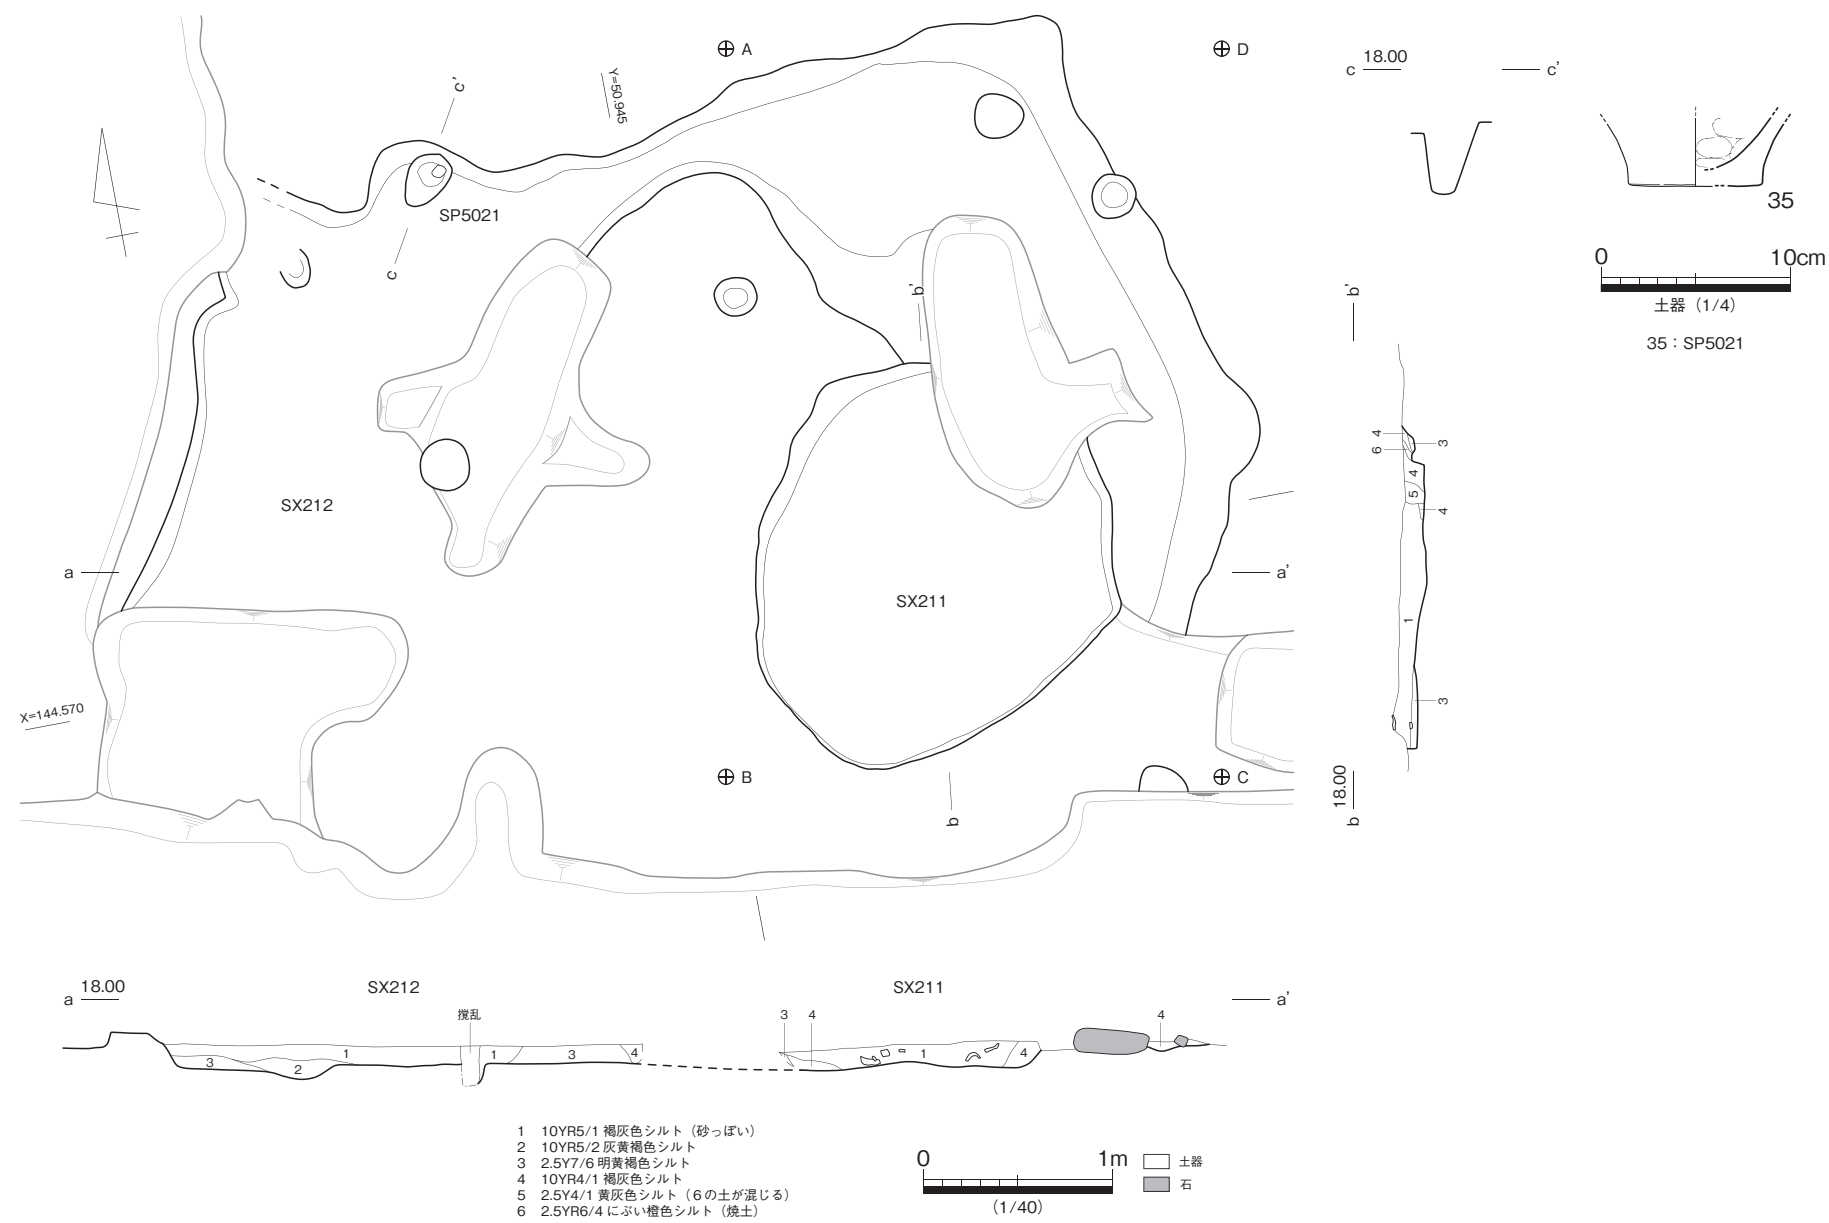 A
D
c 18.00 c'
c'
Y=50.945
35
SP5021
c
0 10cm
土器（1/4）
35：SP5021
b'
b'
4
6
3
4
5
4
SX212
a
a'
SX211
1
3
X=144.570
B
C
b
18.00
b
SX212
SX211
a 18.00
a'
撹乱
3 4
4
3
1
2
1
3
4
1
4
1 10YR5/1 褐灰色シルト（砂っぽい）
2 10YR5/2 灰黄褐色シルト
3 2.5Y7/6 明黄褐色シルト
4 10YR4/1 褐灰色シルト
5 2.5Y4/1 黄灰色シルト（６の土が混じる）
6 2.5YR6/4 にぶい橙色シルト（焼土）
0 1m
（1/40）
土器
石